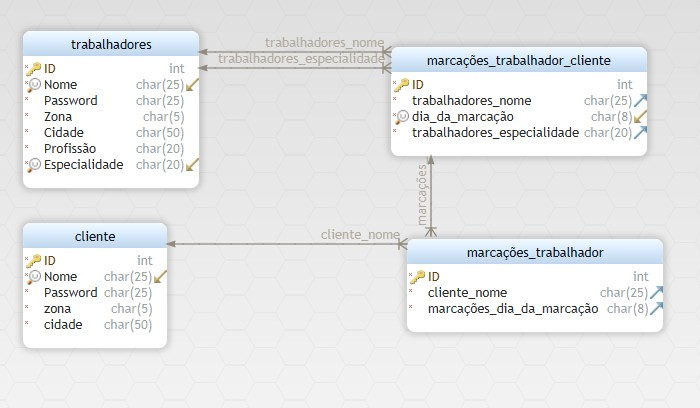 trabalhadores
ID int
Nome char(25)
Password char(25)
Zona char(5)
Cidade char(50)
Profissão char(20)
Especialidade char(20)
trabalhadores_nome
trabalhadores_especialidade
marcações_trabalhador_cliente
ID int
trabalhadores_nome char(25)
dia_da_marcação char(8)
trabalhadores_especialidade char(20)
marcações_
cliente
ID int
Nome char(25)
Password char(25)
zona char(5)
cidade char(50)
cliente_nome
marcações_trabalhador
ID int
cliente_nome char(25)
marcações_dia_da_marcação char(8)